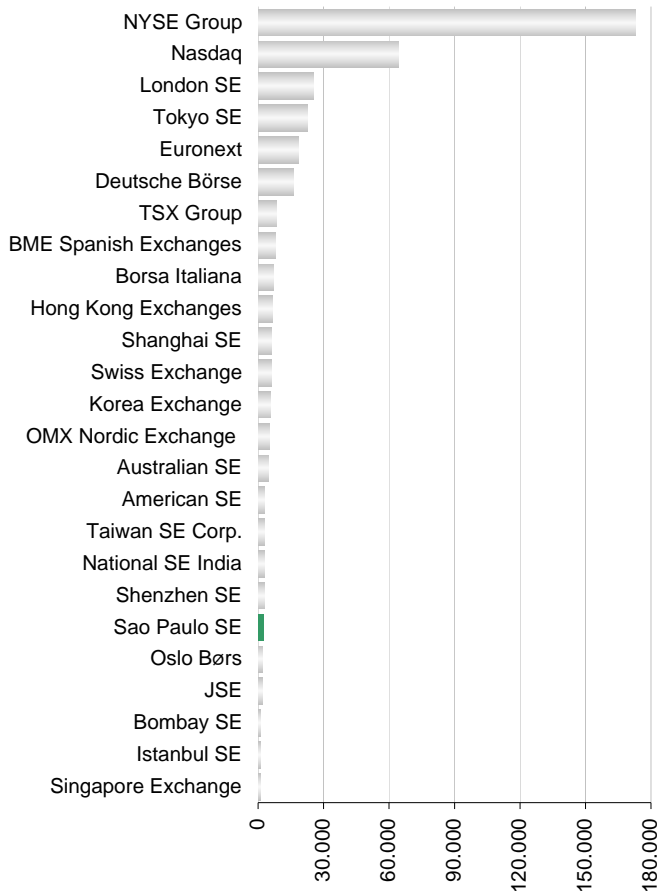 NYSE Group
Nasdaq
London SE
Tokyo SE
Euronext
Deutsche Börse
TSX Group
BME Spanish Exchanges
Borsa Italiana
Hong Kong Exchanges
Shanghai SE
Swiss Exchange
Korea Exchange
OMX Nordic Exchange
Australian SE
American SE
Taiwan SE Corp.
National SE India
Shenzhen SE
Sao Paulo SE
Oslo Børs
JSE
Bombay SE
Istanbul SE
Singapore Exchange
0
30.000
60.000
90.000
120.000
150.000
180.000